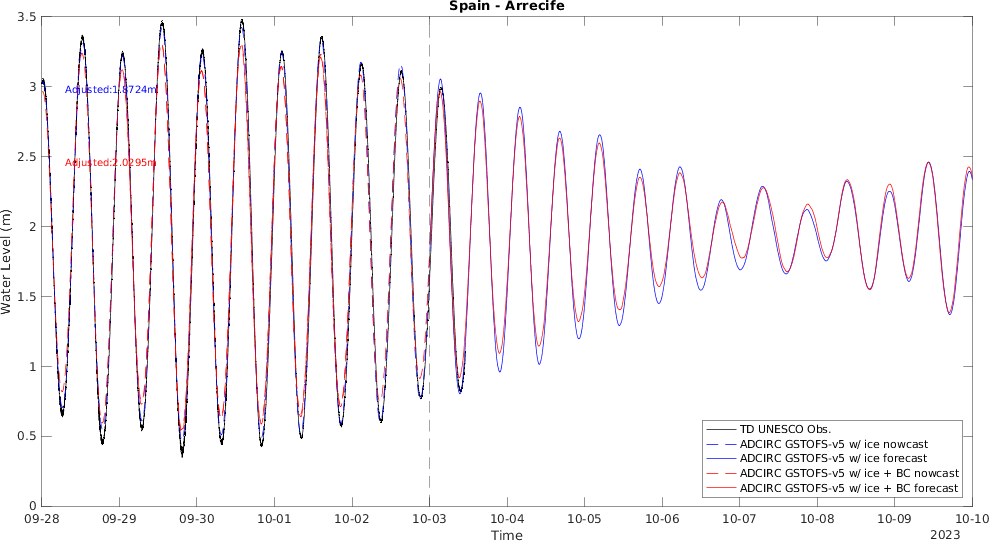 Spain - Arrecife
3.5
3
2.5
2
1.5
1
0.5
0
Water Level (m)
Adjusted:1.8724m
Adjusted:2.0295m
TD UNESCO Obs.
ADCIRC GSTOFS-v5 w/ ice nowcast
ADCIRC GSTOFS-v5 w/ ice forecast
ADCIRC GSTOFS-v5 w/ ice + BC nowcast
ADCIRC GSTOFS-v5 w/ ice + BC forecast
09-28 09-29 09-30 10-01 10-02 10-03 10-04 10-05 10-06 10-07 10-08 10-09 10-10
Time
2023